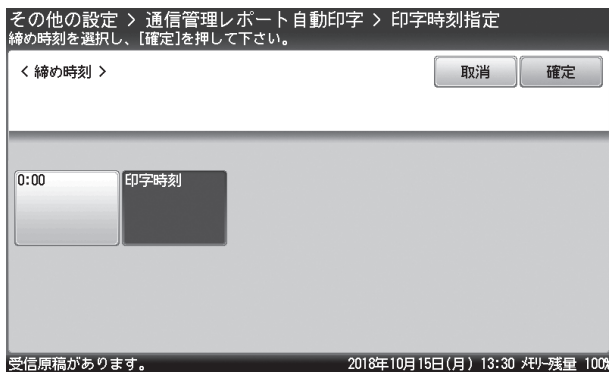 その他の設定 > 通信管理レポート自動印字 > 印字時刻指定
締め時刻を選択し、[確定]を押して下さい。
< 締め時刻 >
取消
確定
0:00
印字時刻
受信原稿があります。
2018年10月15日(月) 13:30 ﾒﾓﾘｰ残量 100%